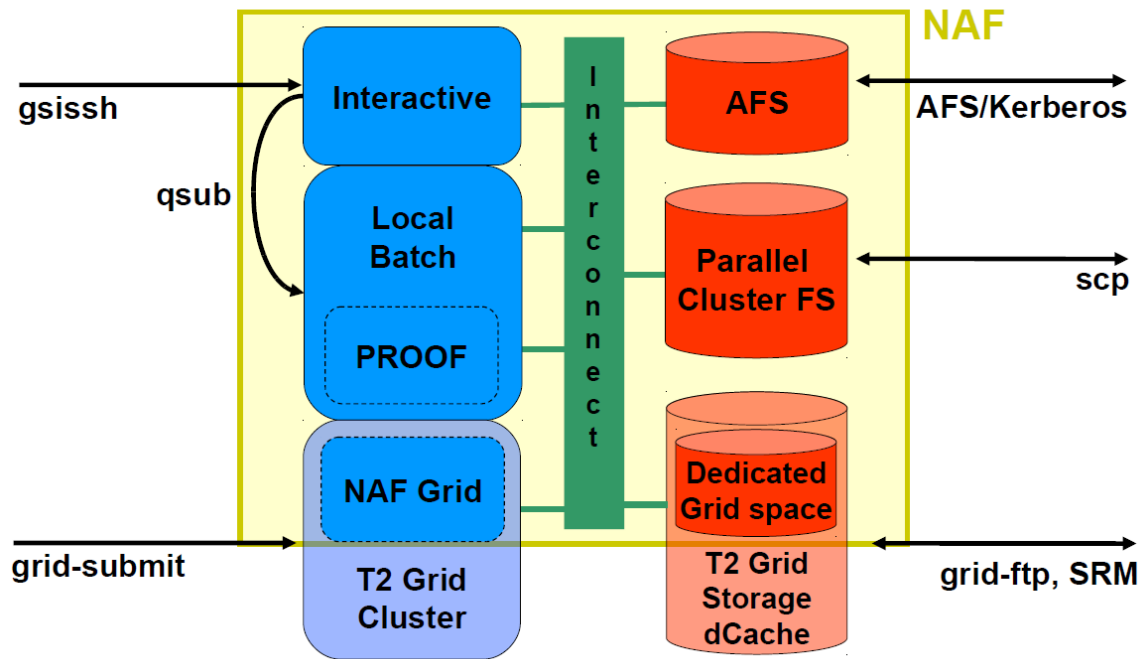 NAF
gsissh
Interactive
Interconnect
AFS
AFS/Kerberos
qsub
Local
Batch
PROOF
Parallel
Cluster FS
scp
NAF Grid
Dedicated
Grid space
grid-submit
T2 Grid
Cluster
T2 Grid
Storage
dCache
grid-ftp, SRM